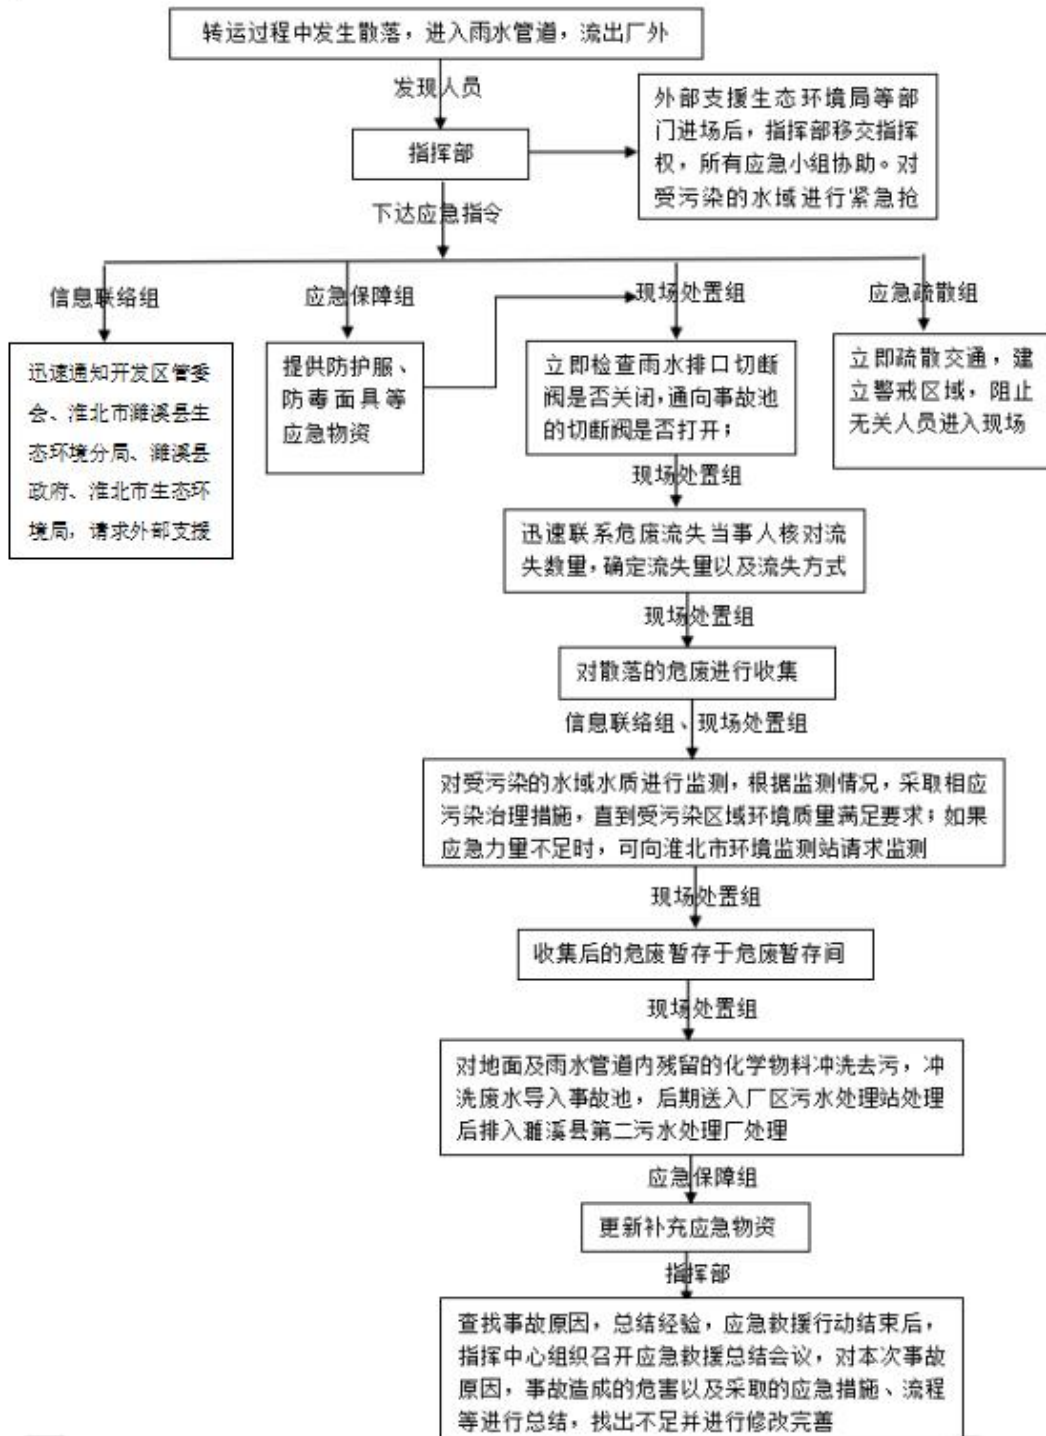 转运过程中发生散落，进入雨水管道，流出厂外
发现人员
指挥部
外部支援生态环境局等部
门进场后，指挥部移交指挥
权，所有应急小组协助。对
受污染的水域进行紧急抢
下达应急指令
信息联络组
应急保障组
现场处置组
应急疏散组
迅速通知开发区管委
会、淮北市濉溪县生
态环境分局、濉溪县
政府、淮北市生态环
境局，请求外部支援
提供防护服、
防毒面具等
应急物资
立即检查雨水排口切断
阀是否关闭，通向事故池
的切断阀是否打开；
立即疏散交通，建
立警戒区域，阻止
无关人员进入现场
现场处置组
迅速联系危废流失当事人核对流
失数量，确定流失量以及流失方式
现场处置组
对散落的危废进行收集
信息联络组、现场处置组
对受污染的水域水质进行监测，根据监测情况，采取相应
污染治理措施，直到受污染区域环境质量满足要求；如果
应急力量不足时，可向淮北市环境监测站请求监测
现场处置组
收集后的危废暂存于危废暂存间
现场处置组
对地面及雨水管道内残留的化学物料冲洗去污，冲
洗废水导入事故池，后期送入厂区污水处理站处理
后排入濉溪县第二污水处理厂处理
应急保障组
更新补充应急物资
指挥部
查找事故原因，总结经验，应急救援行动结束后，
指挥中心组织召开应急救援总结会议，对本次事故
原因，事故造成的危害以及采取的应急措施、流程
等进行总结，找出不足并进行修改完善